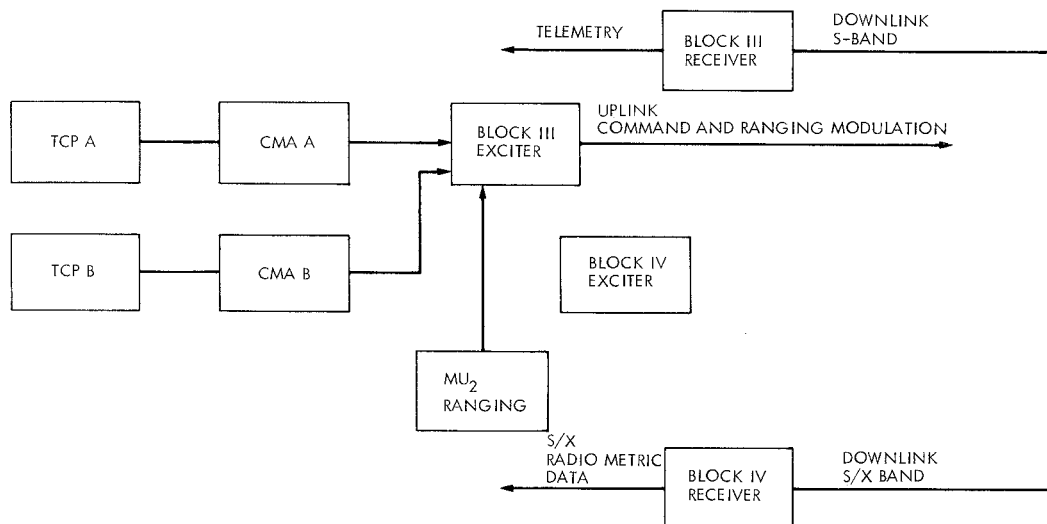 TELEMETRY
BLOCK III
RECEIVER
DOWNLINK
S-BAND
TCP A
CMA A
BLOCK III
EXCITER
UPLINK
COMMAND AND RANGING MODULATION
TCP B
CMA B
BLOCK IV
EXCITER
MU2
RANGING
S/X
RADIO METRIC
DATA
BLOCK IV
RECEIVER
DOWNLINK
S/X BAND